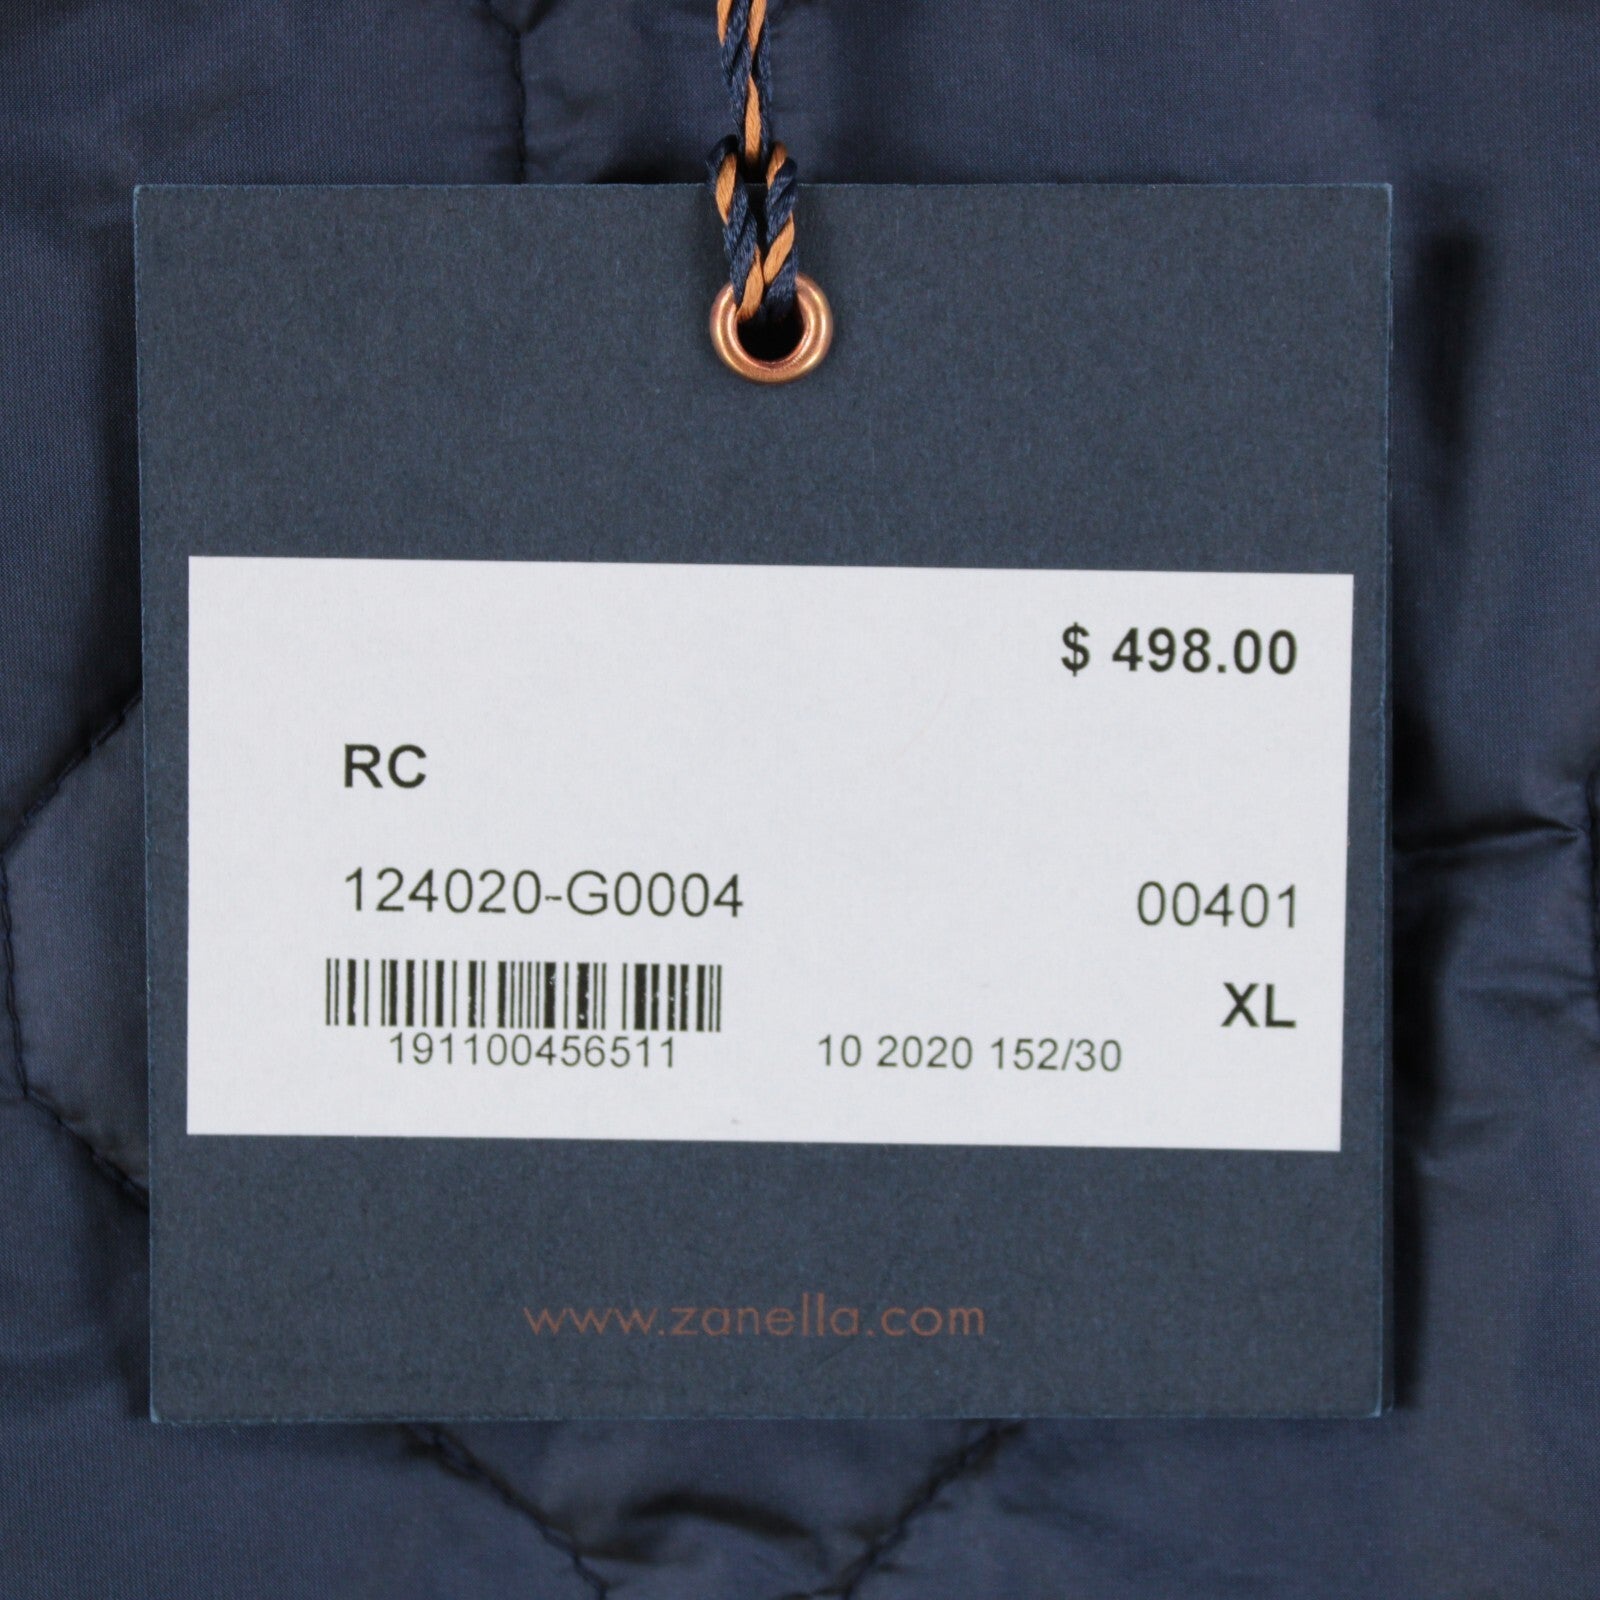 $ 498.00
RC
124020-G0004 00401
XL
191100456511 10 2020 152/30
www.zanella.com